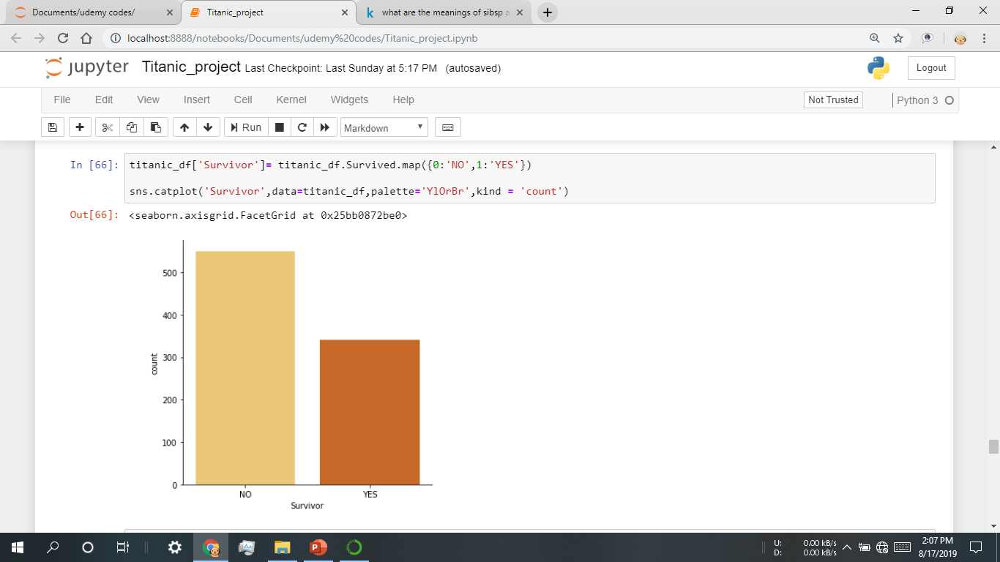 Documents/udemy codes/
Titanic_project
k what are the meanings of sibsp a
localhost:8888/notebooks/Documents/udemy%20codes/Titanic_project.ipynb
jupyter Titanic_project Last Checkpoint: Last Sunday at 5:17 PM (autosaved)
Logout
File Edit View Insert Cell Kernel Widgets Help
Not Trusted
Python 3
Run
Markdown
In [66]:
titanic_df['Survivor']= titanic_df.Survived.map({0:'NO',1:'YES'})
sns.catplot('Survivor',data=titanic_df,palette='YlOrBr',kind = 'count')
Out[66]: <seaborn.axisgrid.FacetGrid at 0x25bb0872be0>
500
400
300
200
100
0
count
NO YES
Survivor
U: 0.00 kB/s
D: 0.00 kB/s
2:07 PM
8/17/2019